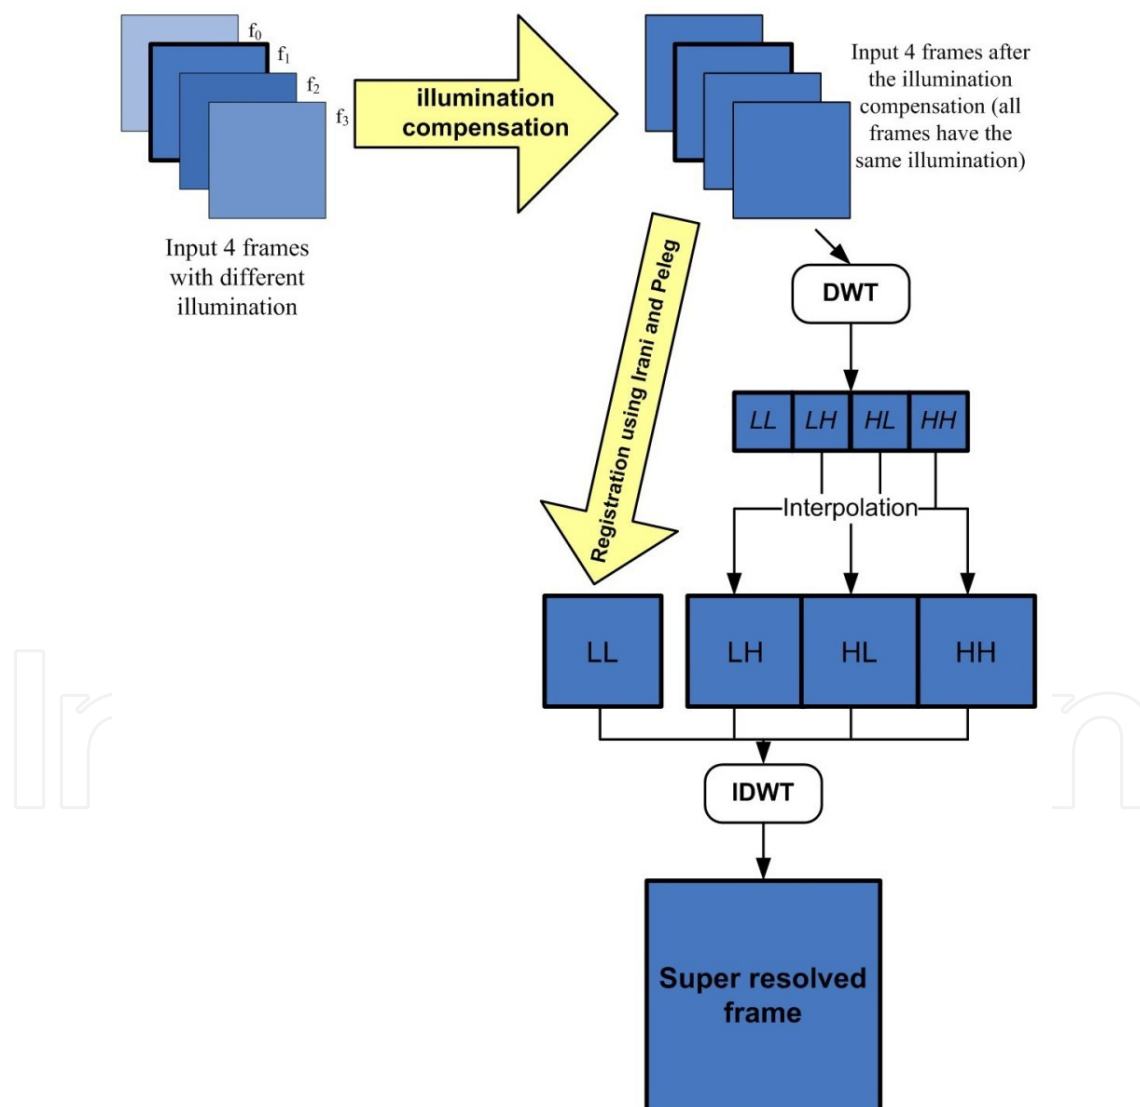 f0
f1
f2
f3
illumination
compensation
Input 4 frames after
the illumination
compensation (all
frames have the
same illumination)
Input 4 frames
with different
illumination
Registration using Irani and Peleg
DWT
LL LH HL HH
Interpolation
LL LH HL HH
IDWT
Super resolved
frame